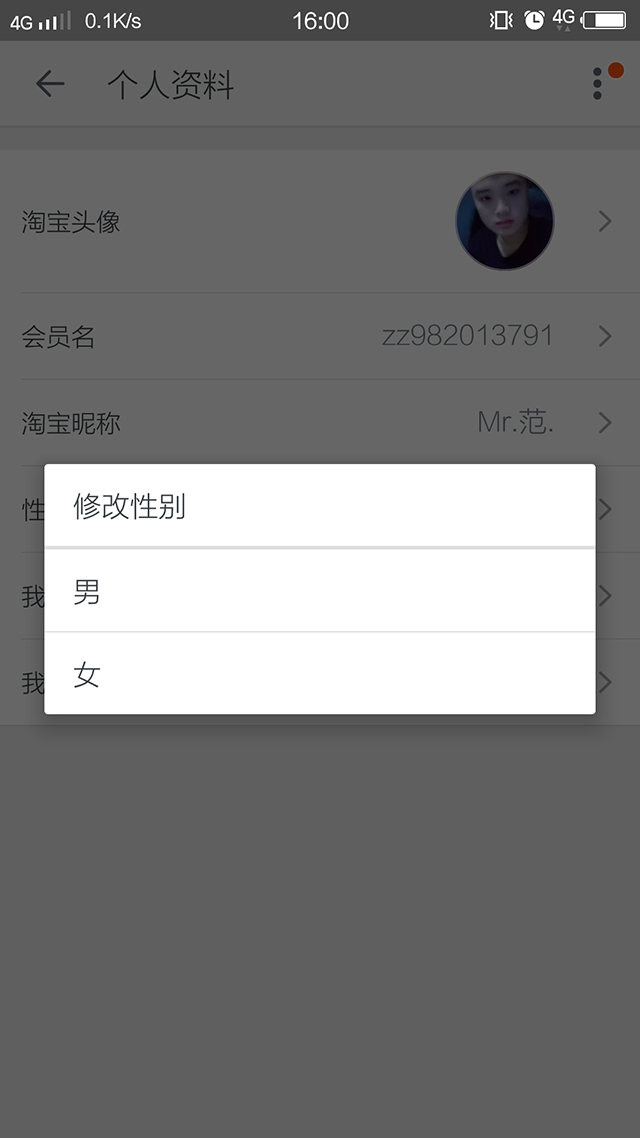 4G 0.1K/s 16:00 4G
个人资料
淘宝头像
会员名 zz982013791
淘宝昵称 Mr.范.
性
修改性别
男
我
女
我